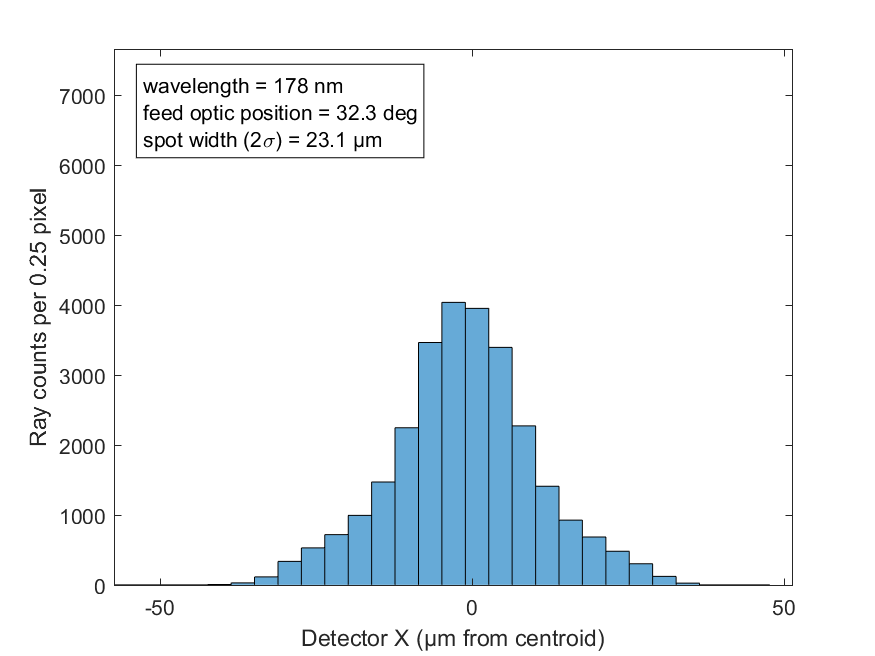 wavelength = 178 nm
feed optic position = 32.3 deg
spot width (2σ) = 23.1 µm
7000
6000
5000
4000
3000
2000
1000
0
Ray counts per 0.25 pixel
-50
0
50
Detector X (µm from centroid)